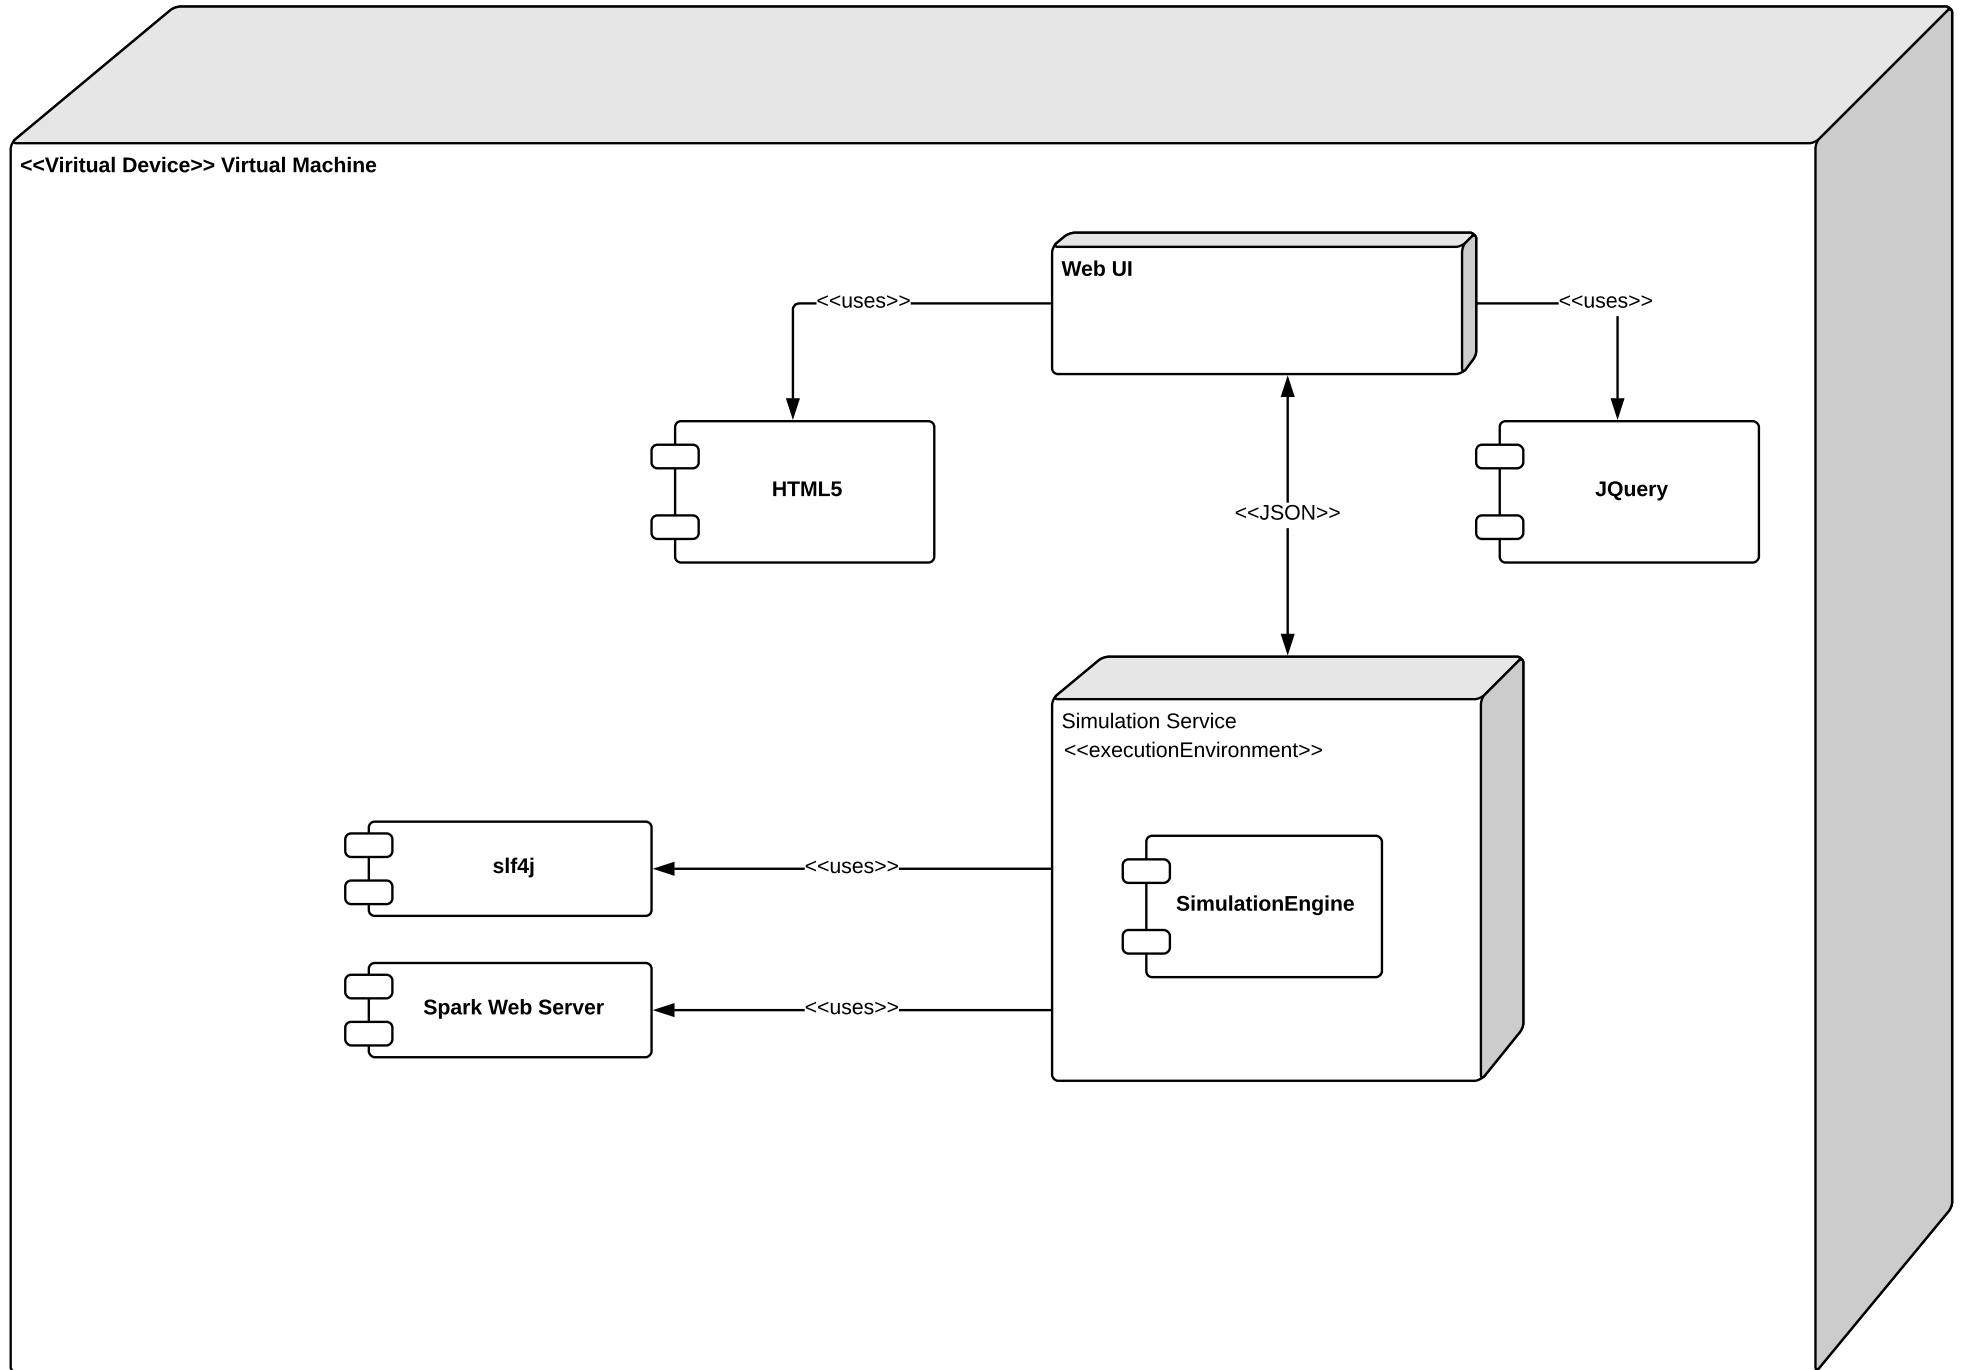 <<Viritual Device>> Virtual Machine
Web UI
<<uses>>
<<uses>>
HTML5
<<JSON>>
JQuery
Simulation Service
<<executionEnvironment>>
slf4j
<<uses>>
SimulationEngine
Spark Web Server
<<uses>>